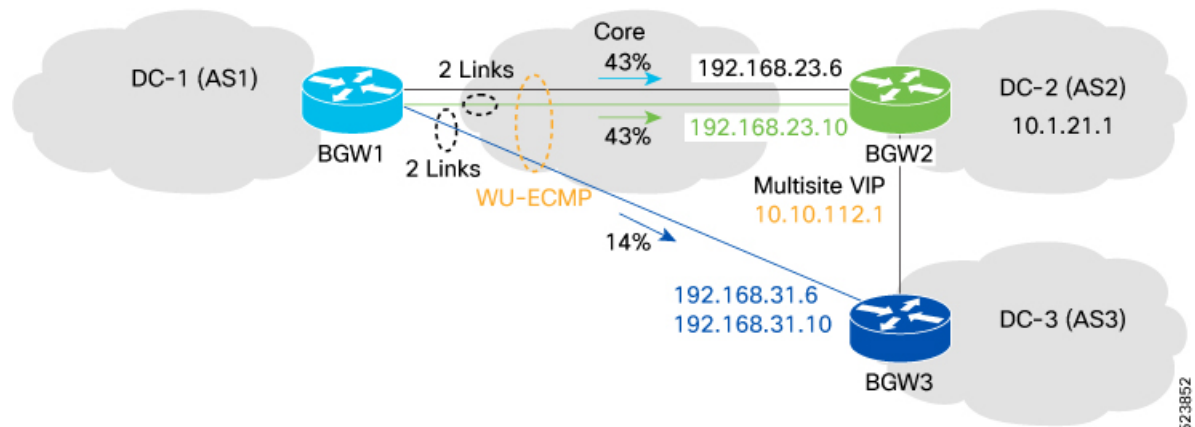 Core
DC-1 (AS1)
2 Links
43%
192.168.23.6
DC-2 (AS2)
10.1.21.1
43%
192.168.23.10
BGW1
BGW2
2 Links
WU-ECMP
Multisite VIP
10.10.112.1
14%
192.168.31.6
192.168.31.10
DC-3 (AS3)
BGW3
523852